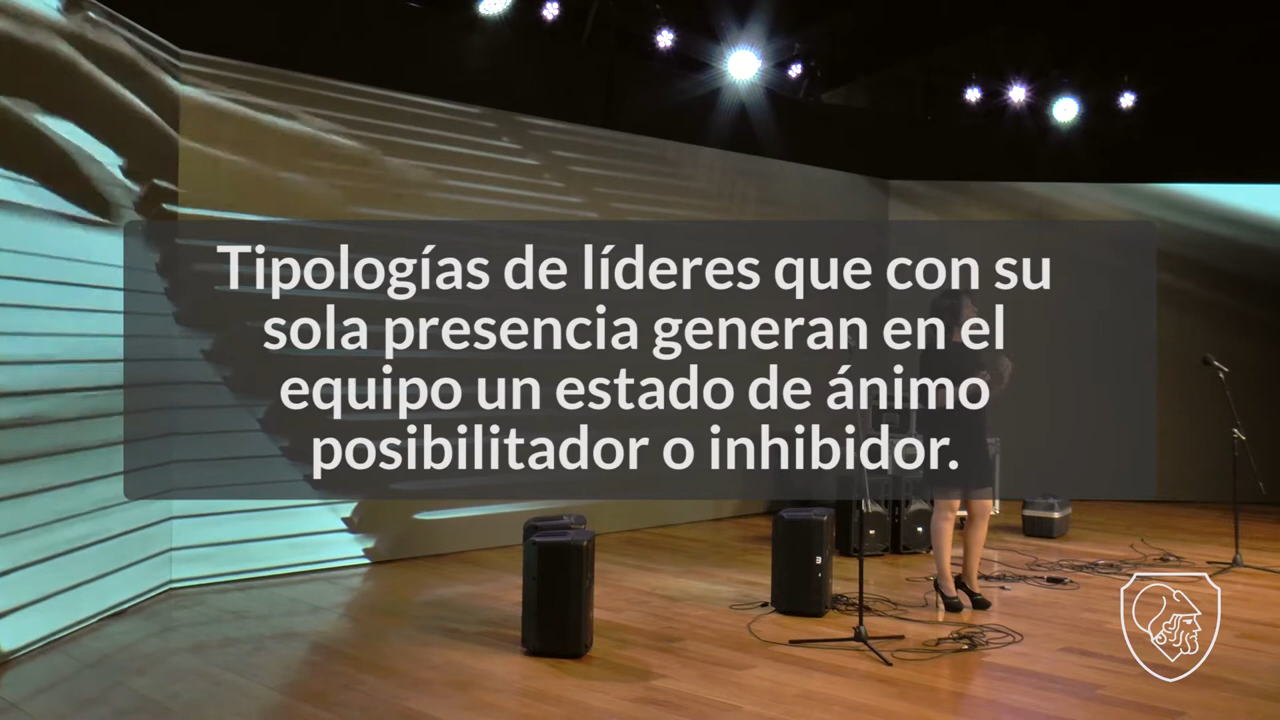 Tipologías de líderes que con su
sola presencia generan en el
equipo un estado de ánimo
posibilitador o inhibidor.